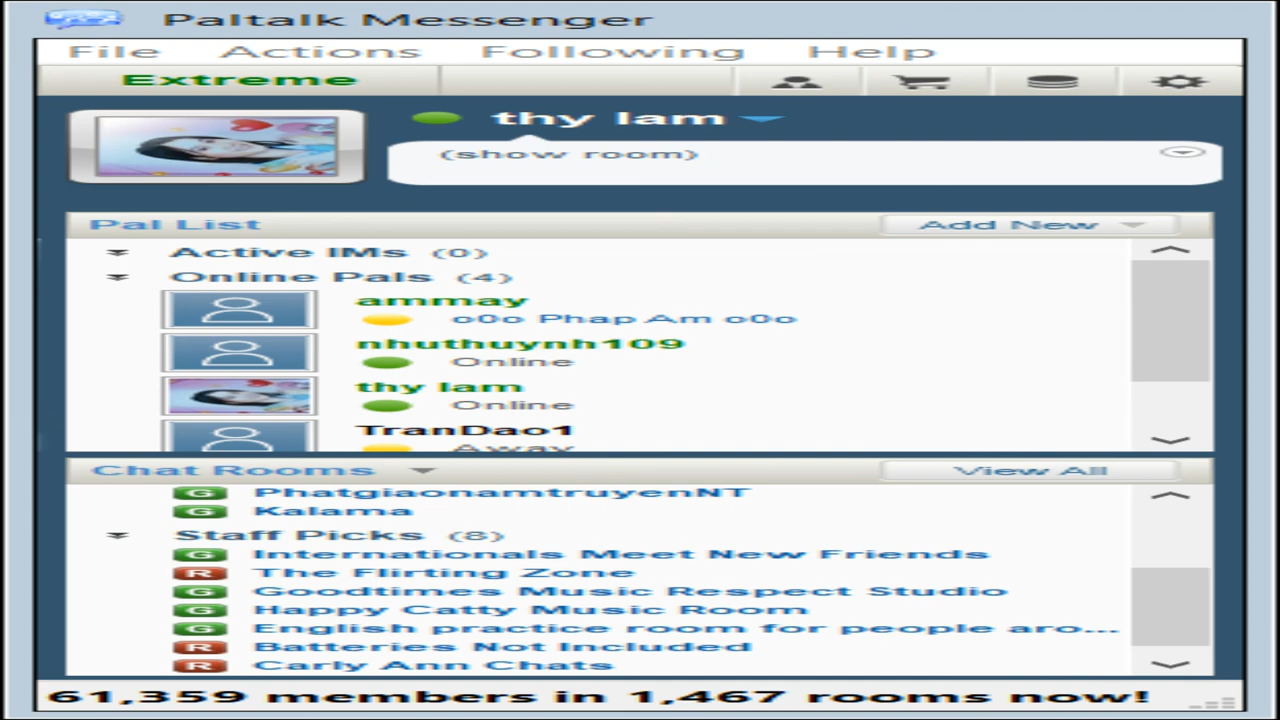 Paltalk Messenger
File Actions Following Help
Extreme
thy lam
(show room)
Pal List Add New
Active IMs (0)
Online Pals (4)
ammay
o0o Phap Am o0o
nhuthuynh109
Online
thy lam
Online
TranDao1
Away
Chat Rooms View All
G PhatgiaonamtruyenNT
G Kalama
Staff Picks (8)
G Internationals Meet New Friends
R The Flirting Zone
G Goodtimes Music Respect Studio
G Happy Catty Music Room
G English practice room for people aro...
R Batteries Not Included
R Carly Ann Chats
61,359 members in 1,467 rooms now!